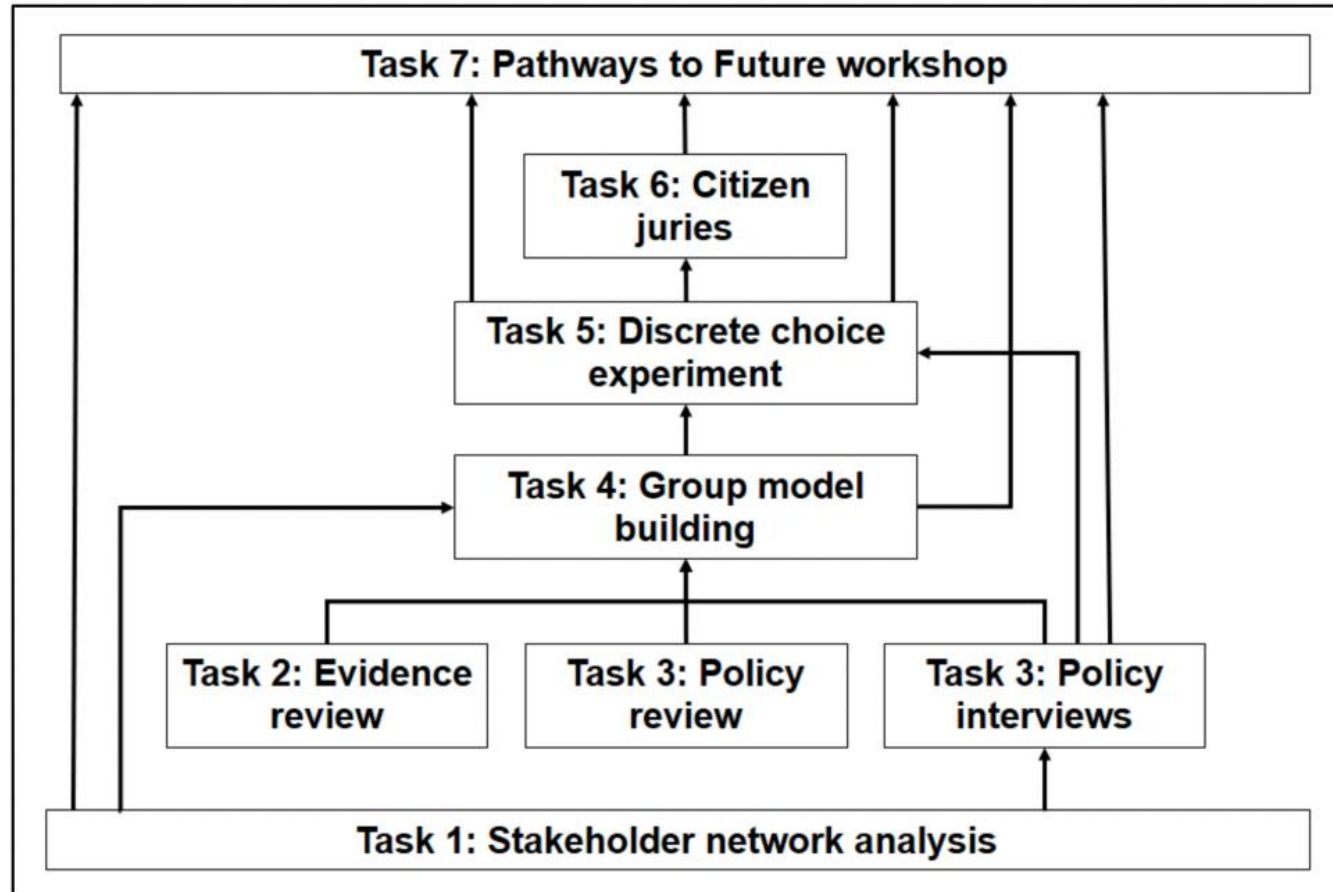 Task 7: Pathways to Future workshop
Task 6: Citizen
juries
Task 5: Discrete choice
experiment
Task 4: Group model
building
Task 2: Evidence
review
Task 3: Policy
review
Task 3: Policy
interviews
Task 1: Stakeholder network analysis